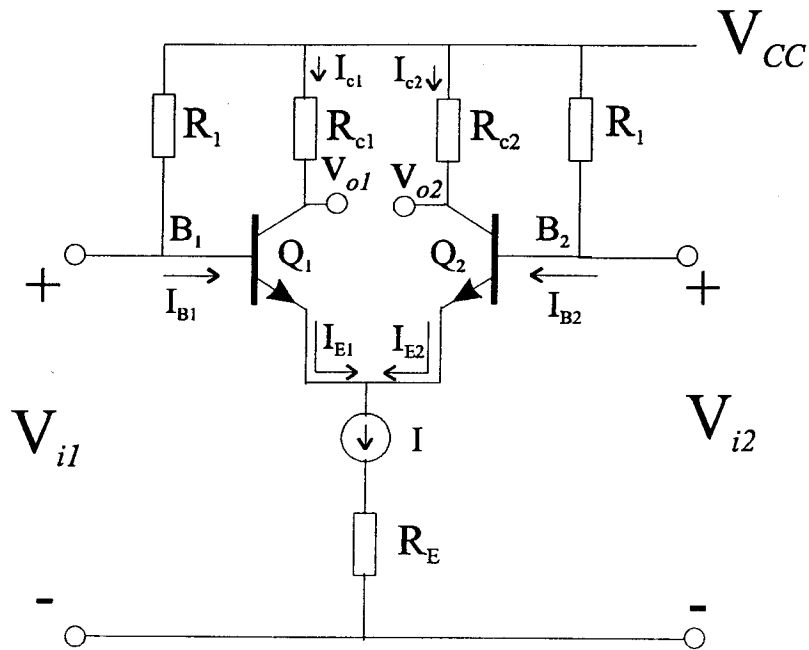 V_CC
I_c1 I_c2
R_1 R_c1 R_c2 R_1
V_o1 V_o2
B_1 B_2
Q_1 Q_2
+ +
I_B1 I_B2
I_E1 I_E2
V_i1 V_i2
I
R_E
- -